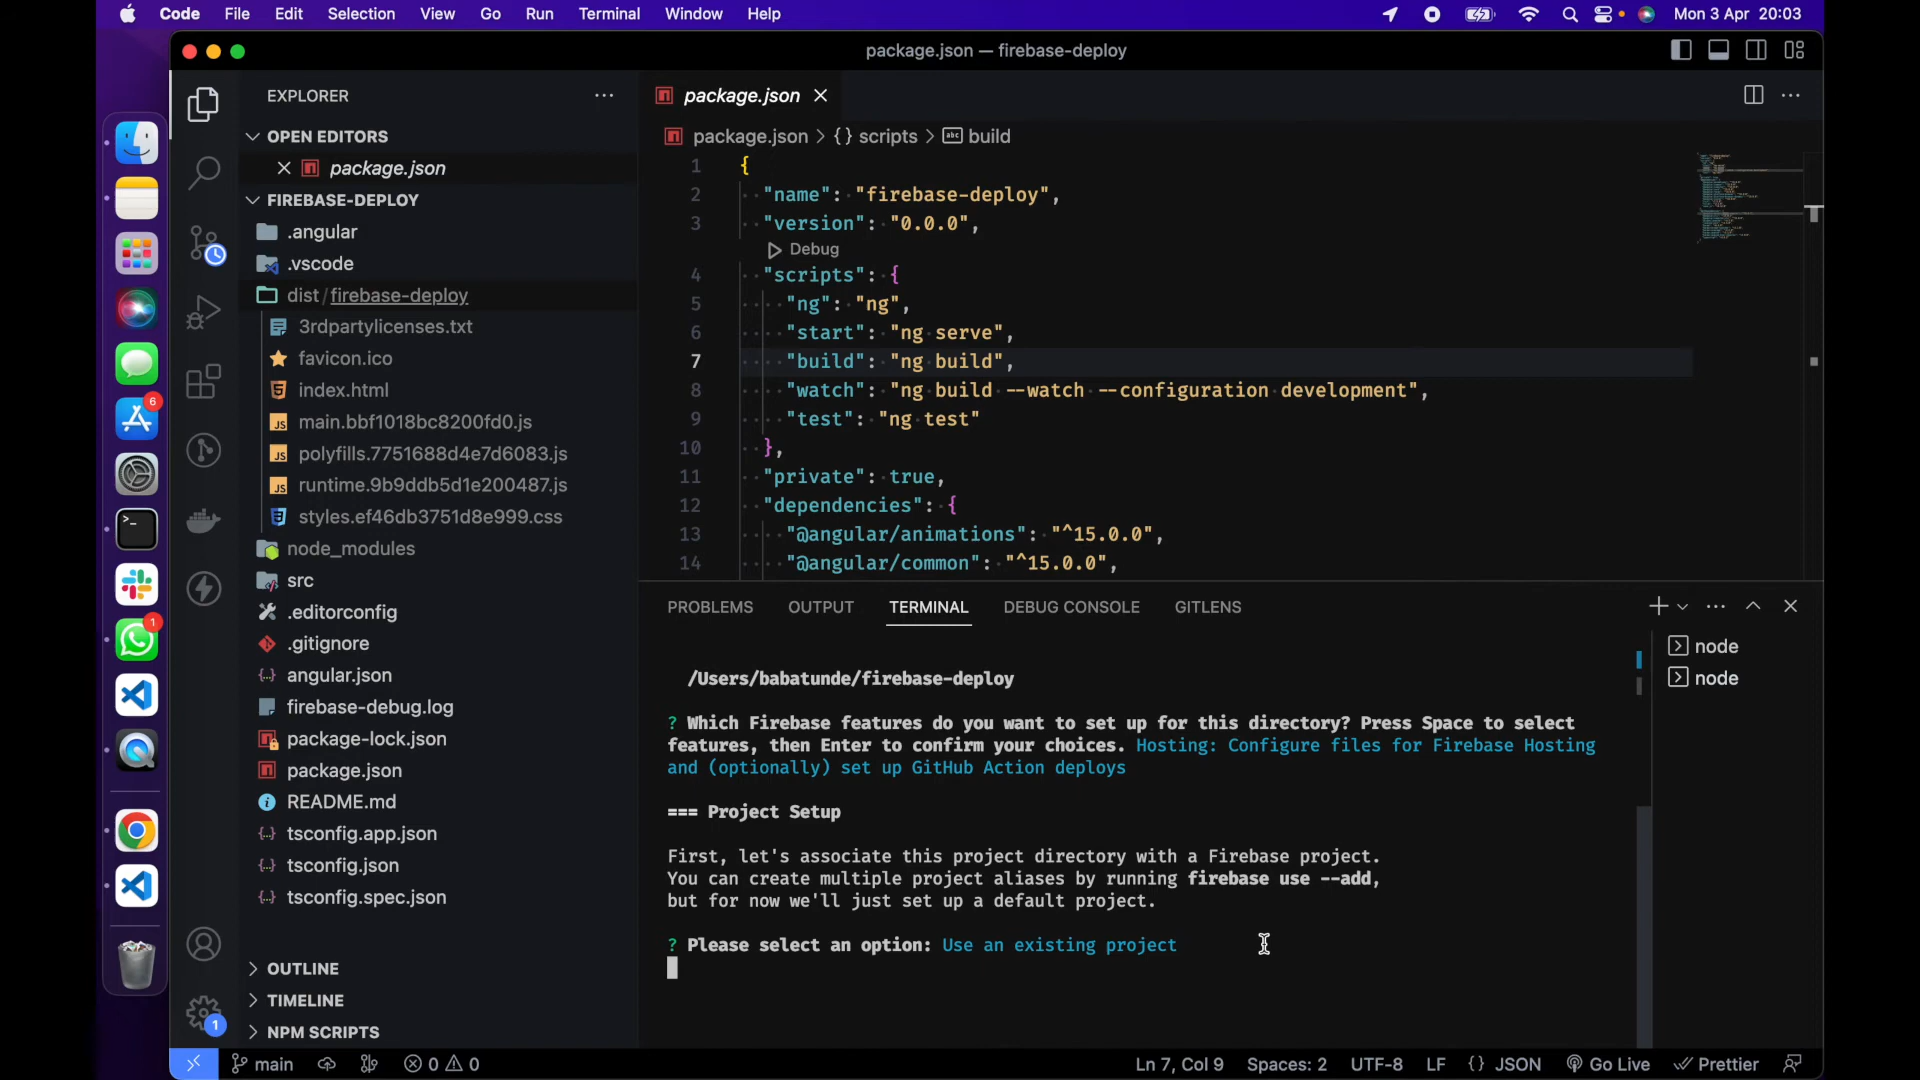 Code File Edit Selection View Go Run Terminal Window Help Mon 3 Apr 20:03
package.json — firebase-deploy
EXPLORER
OPEN EDITORS
package.json
FIREBASE-DEPLOY
.angular
.vscode
dist / firebase-deploy
3rdpartylicenses.txt
favicon.ico
index.html
main.bbf1018bc8200fd0.js
polyfills.7751688d4e7d6083.js
runtime.9b9ddb5d1e200487.js
styles.ef46db3751d8e999.css
node_modules
src
.editorconfig
.gitignore
angular.json
firebase-debug.log
package-lock.json
package.json
README.md
tsconfig.app.json
tsconfig.json
tsconfig.spec.json
OUTLINE
TIMELINE
NPM SCRIPTS
6
1
1
package.json
package.json > {} scripts > abc build
1 {
2 "name": "firebase-deploy",
3 "version": "0.0.0",
Debug
4 "scripts": {
5 "ng": "ng",
6 "start": "ng serve",
7 "build": "ng build",
8 "watch": "ng build --watch --configuration development",
9 "test": "ng test"
10 },
11 "private": true,
12 "dependencies": {
13 "@angular/animations": "^15.0.0",
14 "@angular/common": "^15.0.0",
PROBLEMS OUTPUT TERMINAL DEBUG CONSOLE GITLENS
node
node
/Users/babatunde/firebase-deploy
? Which Firebase features do you want to set up for this directory? Press Space to select
features, then Enter to confirm your choices. Hosting: Configure files for Firebase Hosting
and (optionally) set up GitHub Action deploys
=== Project Setup
First, let's associate this project directory with a Firebase project.
You can create multiple project aliases by running firebase use --add,
but for now we'll just set up a default project.
? Please select an option: Use an existing project
main 0 0 Ln 7, Col 9 Spaces: 2 UTF-8 LF {} JSON Go Live Prettier